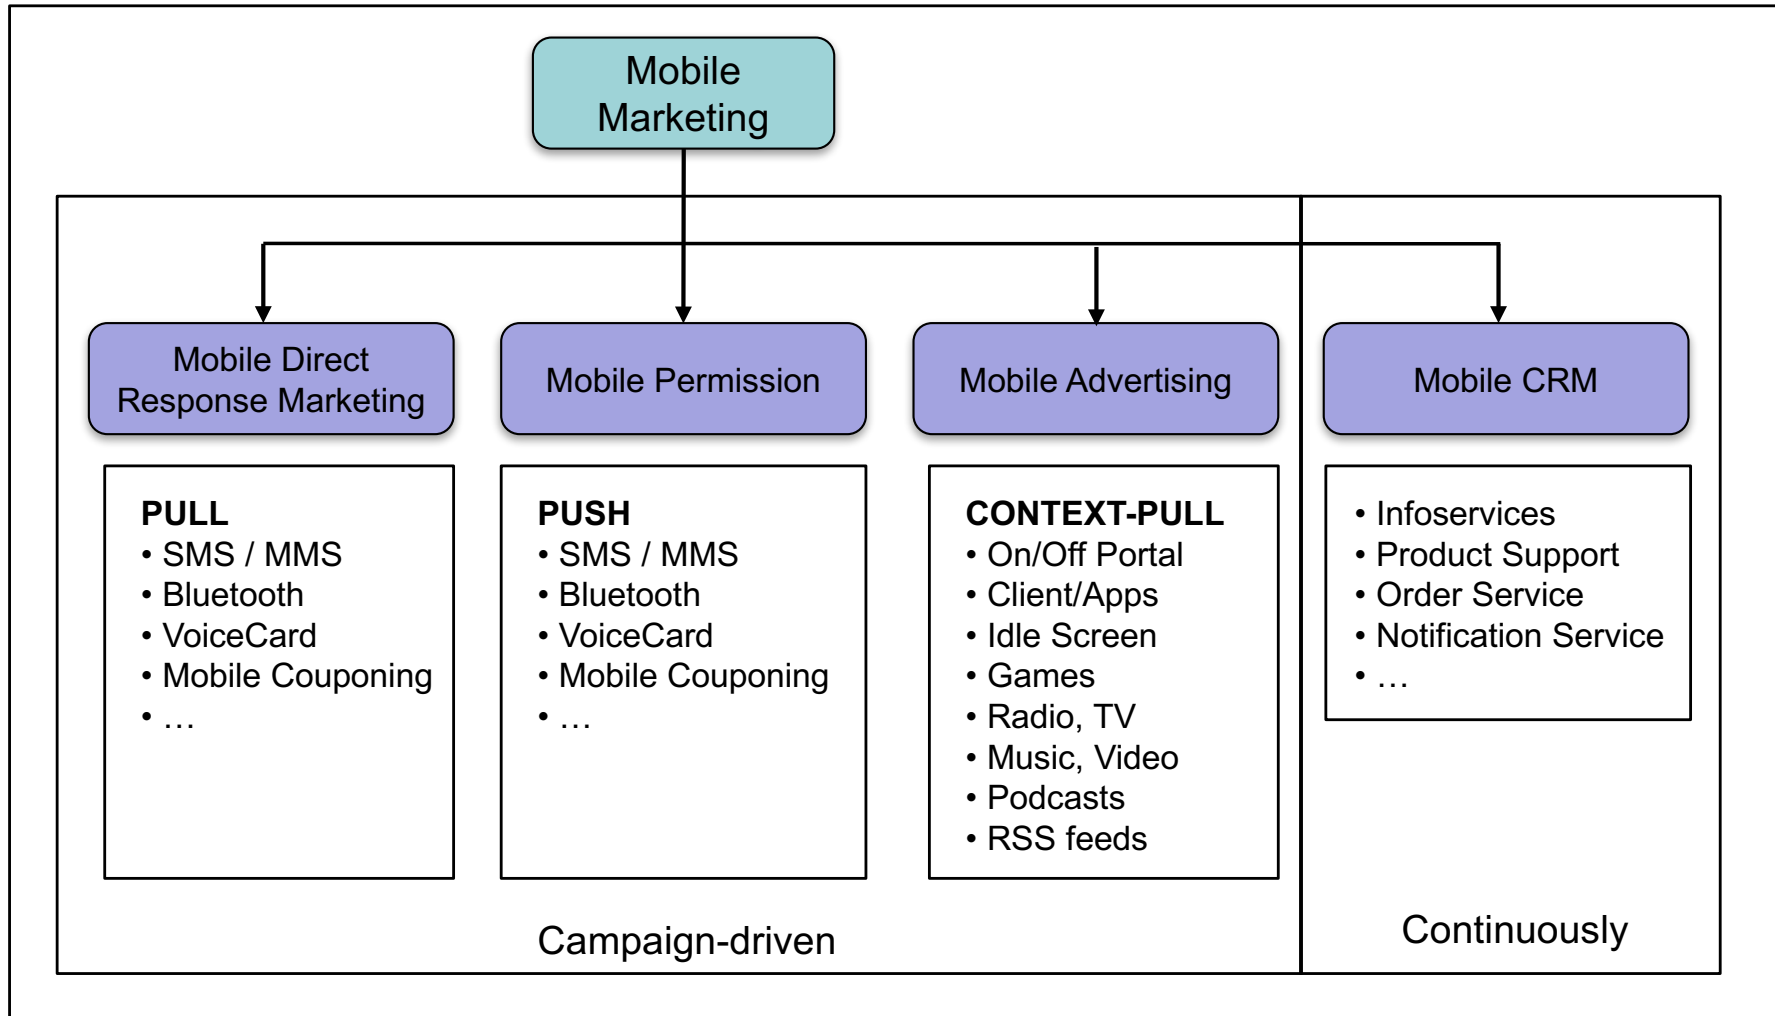 Mobile
Marketing
Mobile Direct
Response Marketing
Mobile Permission
Mobile Advertising
Mobile CRM
PULL
• SMS / MMS
• Bluetooth
• VoiceCard
• Mobile Couponing
• …
PUSH
• SMS / MMS
• Bluetooth
• VoiceCard
• Mobile Couponing
• …
CONTEXT-PULL
• On/Off Portal
• Client/Apps
• Idle Screen
• Games
• Radio, TV
• Music, Video
• Podcasts
• RSS feeds
• Infoservices
• Product Support
• Order Service
• Notification Service
• …
Campaign-driven
Continuously